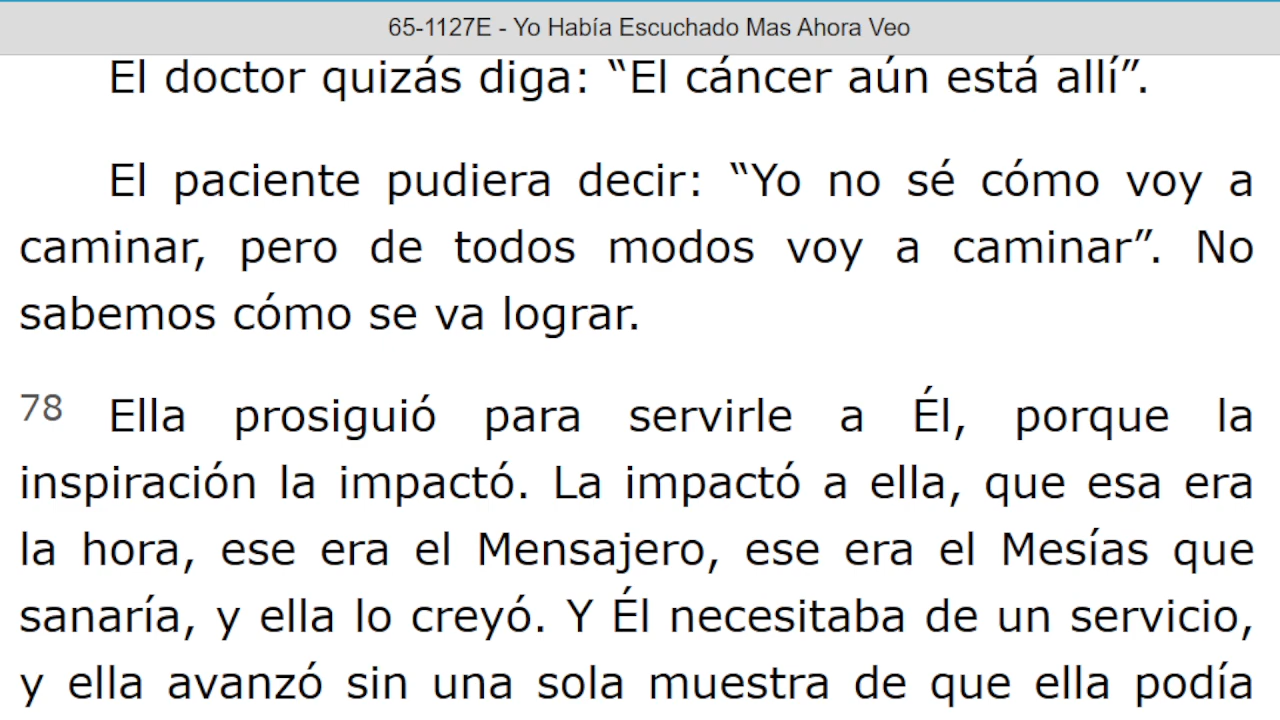 65-1127E - Yo Había Escuchado Mas Ahora Veo
El doctor quizás diga: “El cáncer aún está allí”.
El paciente pudiera decir: “Yo no sé cómo voy a
caminar, pero de todos modos voy a caminar”. No
sabemos cómo se va lograr.
78 Ella prosiguió para servirle a Él, porque la
inspiración la impactó. La impactó a ella, que esa era
la hora, ese era el Mensajero, ese era el Mesías que
sanaría, y ella lo creyó. Y Él necesitaba de un servicio,
y ella avanzó sin una sola muestra de que ella podía